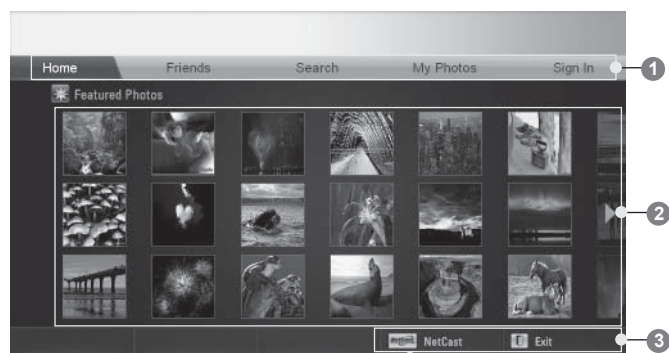 Home Friends Search My Photos Sign In
1
Featured Photos
2
NetCast Exit
3